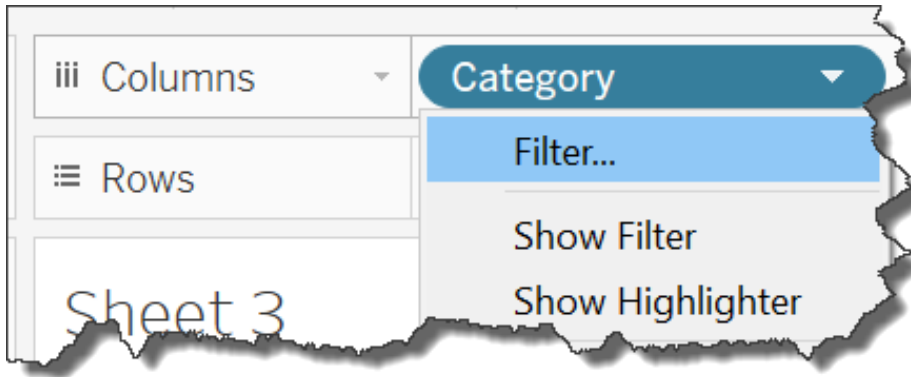 Columns
Category
Filter...
Rows
Show Filter
Sheet 3
Show Highlighter